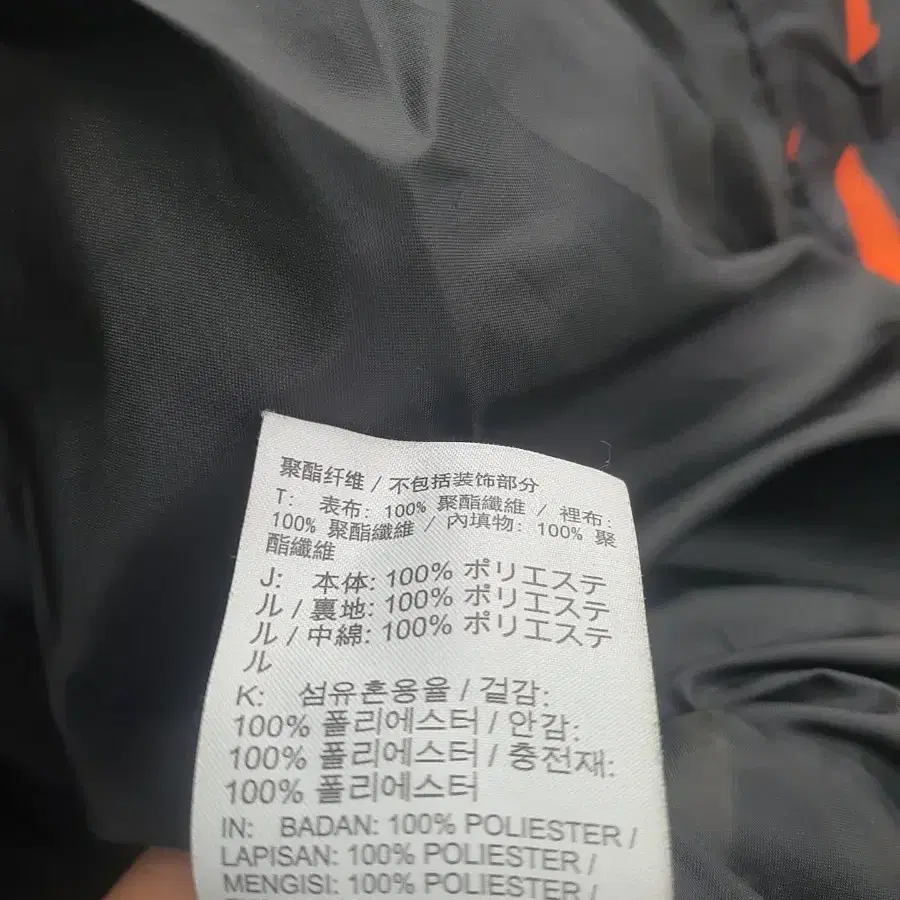 聚酯纤维 / 不包括装饰部分
T: 表布: 100% 聚酯纖維 / 裡布:
100% 聚酯纖維 / 內填物: 100% 聚
酯纖維
J: 本体: 100% ポリエステ
ル / 裏地: 100% ポリエステ
ル / 中綿: 100% ポリエステ
ル
K: 섬유혼용율 / 겉감:
100% 폴리에스터 / 안감:
100% 폴리에스터 / 충전재:
100% 폴리에스터
IN: BADAN: 100% POLIESTER /
LAPISAN: 100% POLIESTER /
MENGISI: 100% POLIESTER /